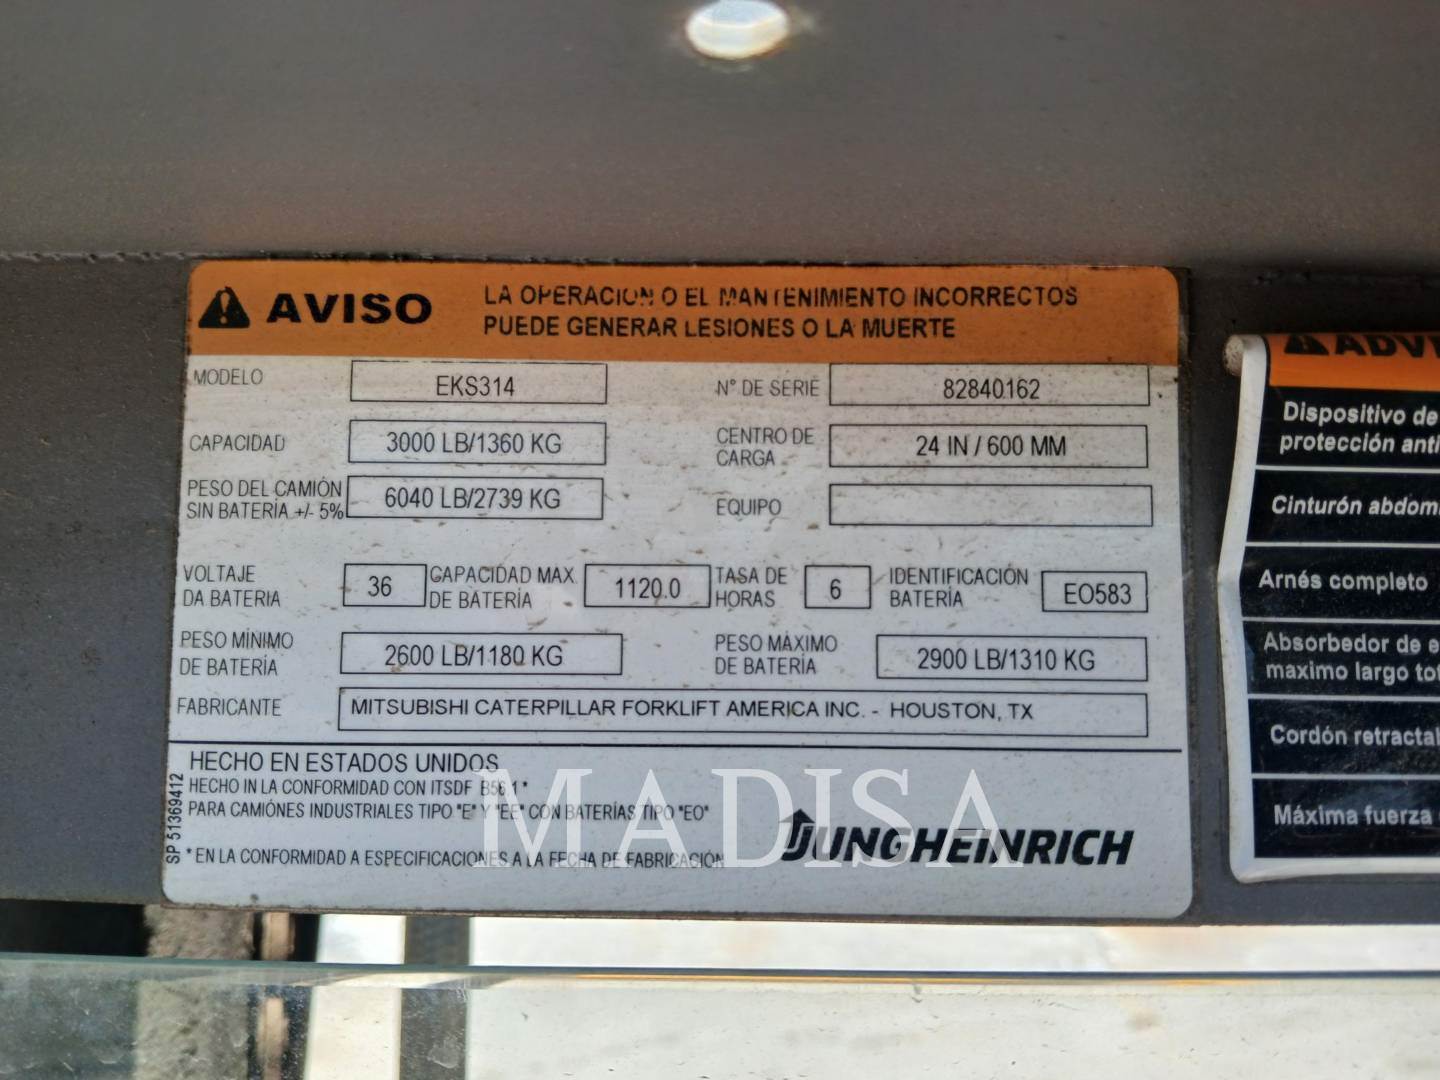 AVISO
LA OPERACION O EL MANTENIMIENTO INCORRECTOS
PUEDE GENERAR LESIONES O LA MUERTE
MODELO EKS314 N° DE SERIE 82840162
CAPACIDAD 3000 LB/1360 KG CENTRO DE CARGA 24 IN / 600 MM
PESO DEL CAMIÓN SIN BATERÍA +/- 5% 6040 LB/2739 KG EQUIPO
VOLTAJE DA BATERIA 36 CAPACIDAD MAX. DE BATERÍA 1120.0 TASA DE HORAS 6 IDENTIFICACIÓN BATERÍA EO583
PESO MÍNIMO DE BATERÍA 2600 LB/1180 KG PESO MÁXIMO DE BATERÍA 2900 LB/1310 KG
FABRICANTE MITSUBISHI CATERPILLAR FORKLIFT AMERICA INC. - HOUSTON, TX
HECHO EN ESTADOS UNIDOS
HECHO IN LA CONFORMIDAD CON ITSDF B56.1 *
PARA CAMIÓNES INDUSTRIALES TIPO "E" Y "EE" CON BATERÍAS TIPO "EO"
* EN LA CONFORMIDAD A ESPECIFICACIONES A LA FECHA DE FABRICACIÓN
SP 51369412
JUNGHEINRICH
MADISA
Dispositivo de
protección anti
Cinturón abdom
Arnés completo
Absorbedor de e
maximo largo tot
Cordón retractal
Máxima fuerza